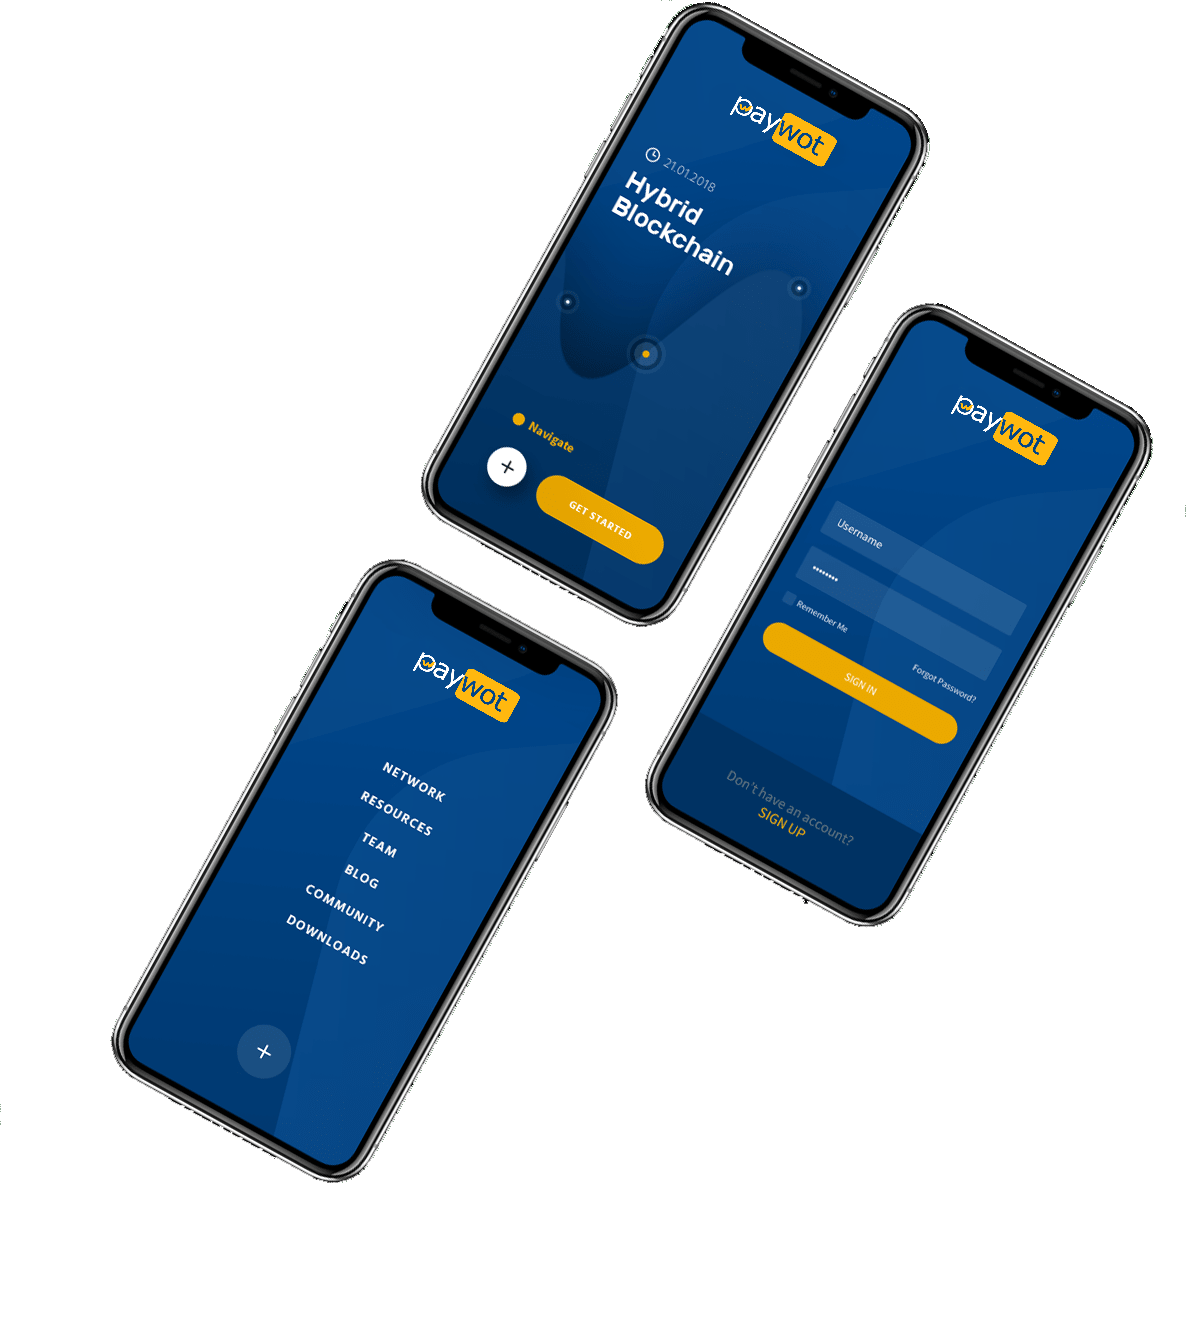 paywot
21.01.2018
Hybrid
Blockchain
Navigate
GET STARTED
paywot
Username
Remember Me
Forgot Password?
SIGN IN
Don't have an account?
SIGN UP
paywot
NETWORK
RESOURCES
TEAM
BLOG
COMMUNITY
DOWNLOADS